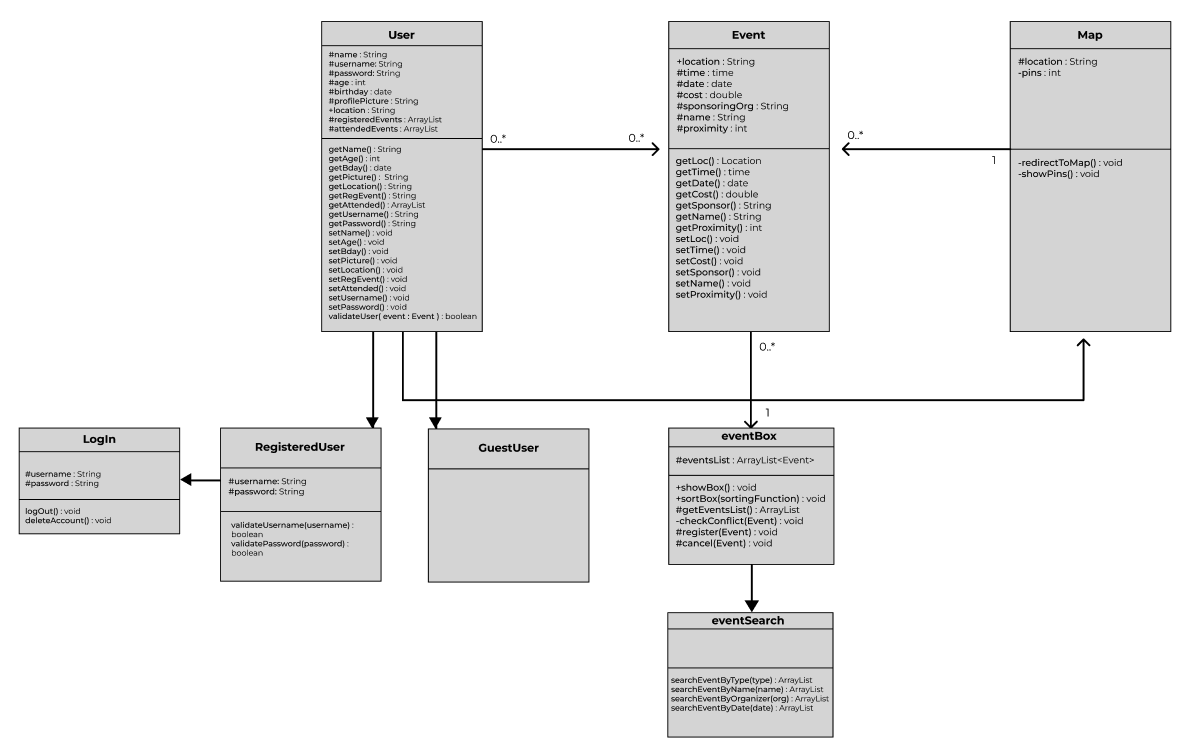 User
#name : String
#username: String
#password: String
#age : int
#birthday : date
#profilePicture : String
+location : String
#registeredEvents : ArrayList
#attendedEvents : ArrayList
getName() : String
getAge() : int
getBday() : date
getPicture() : String
getLocation() : String
getRegEvent() : String
getAttended() : ArrayList
getUsername() : String
getPassword() : String
setName() : void
setAge() : void
setBday() : void
setPicture() : void
setLocation() : void
setRegEvent() : void
setAttended() : void
setUsername() : void
setPassword() : void
validateUser( event : Event ) : boolean
0..*
0..*
Event
+location : String
#time : time
#date : date
#cost : double
#sponsoringOrg : String
#name : String
#proximity : int
getLoc() : Location
getTime() : time
getDate() : date
getCost() : double
getSponsor() : String
getName() : String
getProximity() : int
setLoc() : void
setTime() : void
setCost() : void
setSponsor() : void
setName() : void
setProximity() : void
0..*
1
Map
#location : String
-pins : int
-redirectToMap() : void
-showPins() : void
0..*
1
LogIn
#username : String
#password : String
logOut() : void
deleteAccount() : void
RegisteredUser
#username: String
#password: String
validateUsername(username) :
boolean
validatePassword(password) :
boolean
GuestUser
eventBox
#eventsList : ArrayList<Event>
+showBox() : void
+sortBox(sortingFunction) : void
#getEventsList() : ArrayList
-checkConflict(Event) : void
#register(Event) : void
#cancel(Event) : void
eventSearch
searchEventByType(type) : ArrayList
searchEventByName(name) : ArrayList
searchEventByOrganizer(org) : ArrayList
searchEventByDate(date) : ArrayList